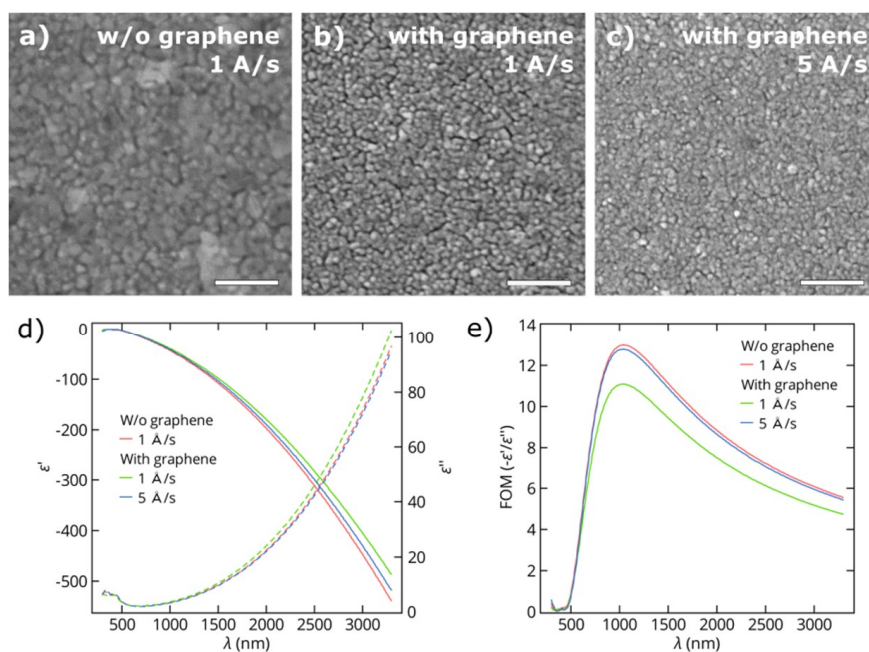 a) w/o graphene
1 A/s
b) with graphene
1 A/s
c) with graphene
5 A/s
d)
0
-100
-200
-300
-400
-500
ε'
W/o graphene
1 Å/s
With graphene
1 Å/s
5 Å/s
100
80
60
40
20
0
ε''
500 1000 1500 2000 2500 3000
λ (nm)
e)
14
12
10
8
6
4
2
0
FOM (-ε'/ε'')
W/o graphene
1 Å/s
With graphene
1 Å/s
5 Å/s
500 1000 1500 2000 2500 3000
λ (nm)